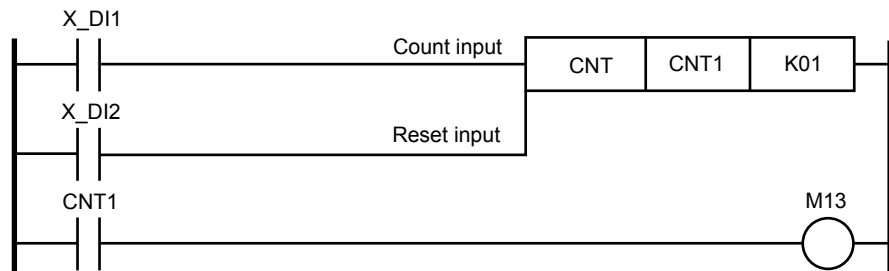 X_DI1
Count input
CNT CNT1 K01
X_DI2
Reset input
CNT1
M13